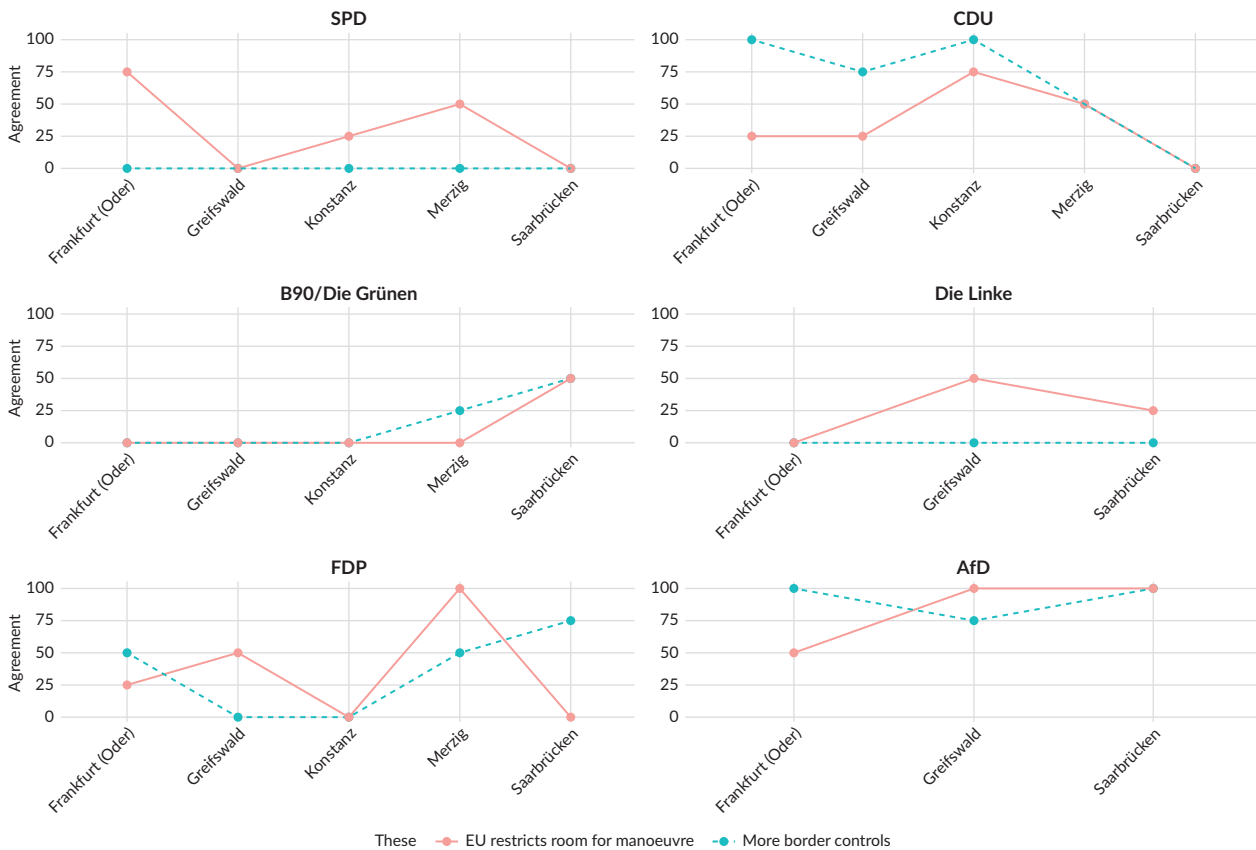 SPD
100
75
50
25
0
Agreement
Frankfurt (Oder)
Greifswald
Konstanz
Merzig
Saarbrücken
CDU
100
75
50
25
0
Frankfurt (Oder)
Greifswald
Konstanz
Merzig
Saarbrücken
B90/Die Grünen
100
75
50
25
0
Agreement
Frankfurt (Oder)
Greifswald
Konstanz
Merzig
Saarbrücken
Die Linke
100
75
50
25
0
Frankfurt (Oder)
Greifswald
Saarbrücken
FDP
100
75
50
25
0
Agreement
Frankfurt (Oder)
Greifswald
Konstanz
Merzig
Saarbrücken
AfD
100
75
50
25
0
Frankfurt (Oder)
Greifswald
Saarbrücken
These EU restricts room for manoeuvre More border controls